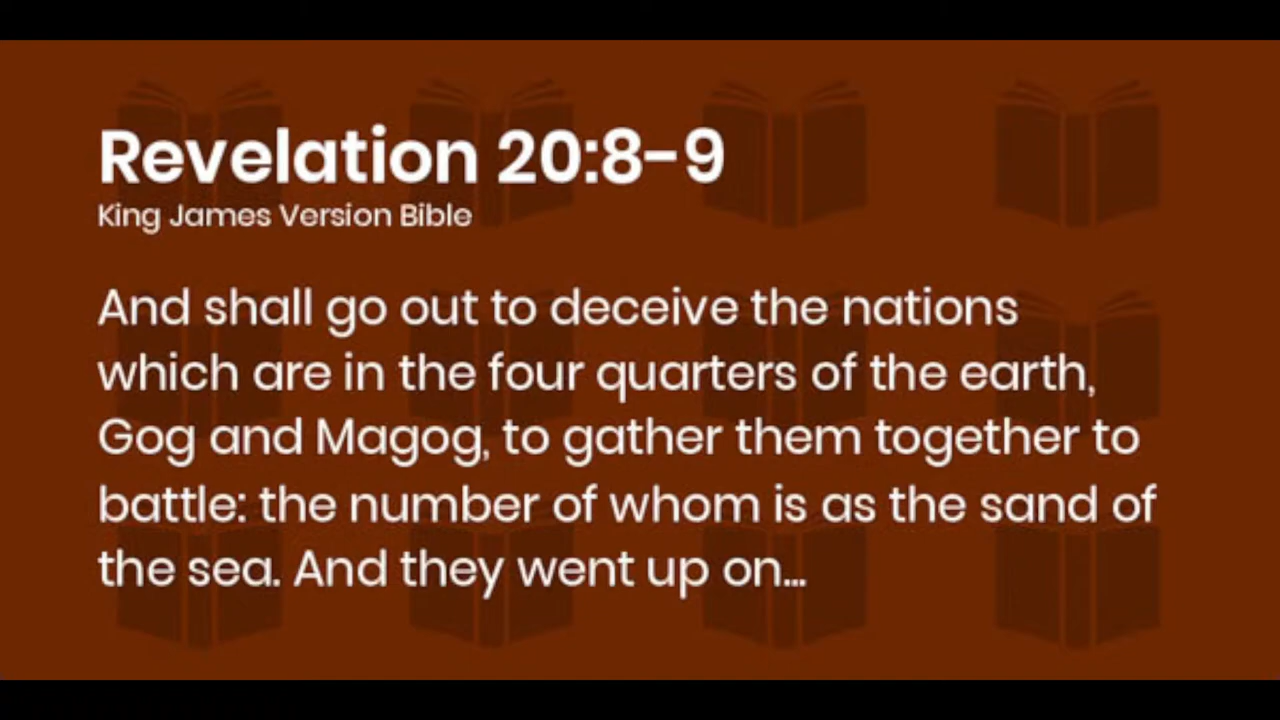 Revelation 20:8-9
King James Version Bible
And shall go out to deceive the nations
which are in the four quarters of the earth,
Gog and Magog, to gather them together to
battle: the number of whom is as the sand of
the sea. And they went up on...